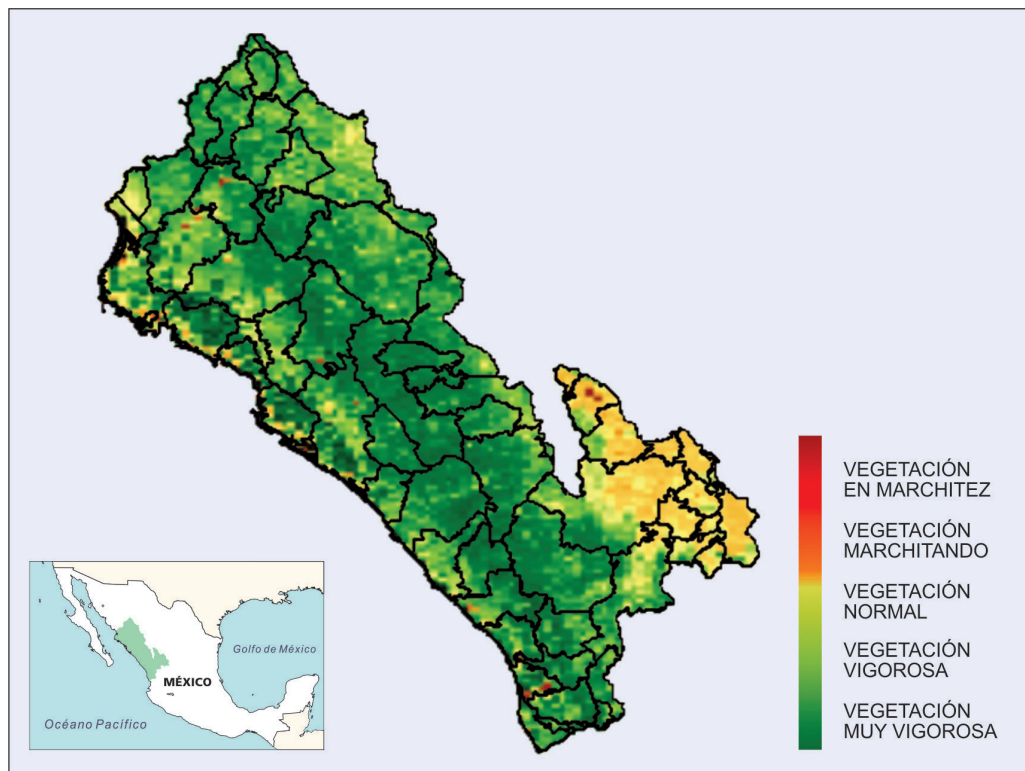 VEGETACIÓN
EN MARCHITEZ
VEGETACIÓN
MARCHITANDO
VEGETACIÓN
NORMAL
VEGETACIÓN
VIGOROSA
VEGETACIÓN
MUY VIGOROSA
Golfo de México
MÉXICO
Océano Pacífico